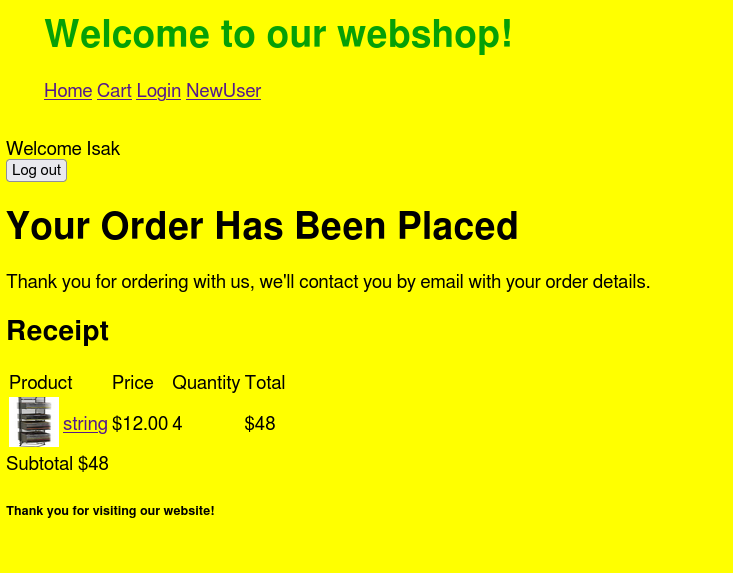 Welcome to our webshop!
Home Cart Login NewUser
Welcome Isak
Log out
Your Order Has Been Placed
Thank you for ordering with us, we'll contact you by email with your order details.
Receipt
Product Price Quantity Total
string $12.00 4 $48
Subtotal $48
Thank you for visiting our website!